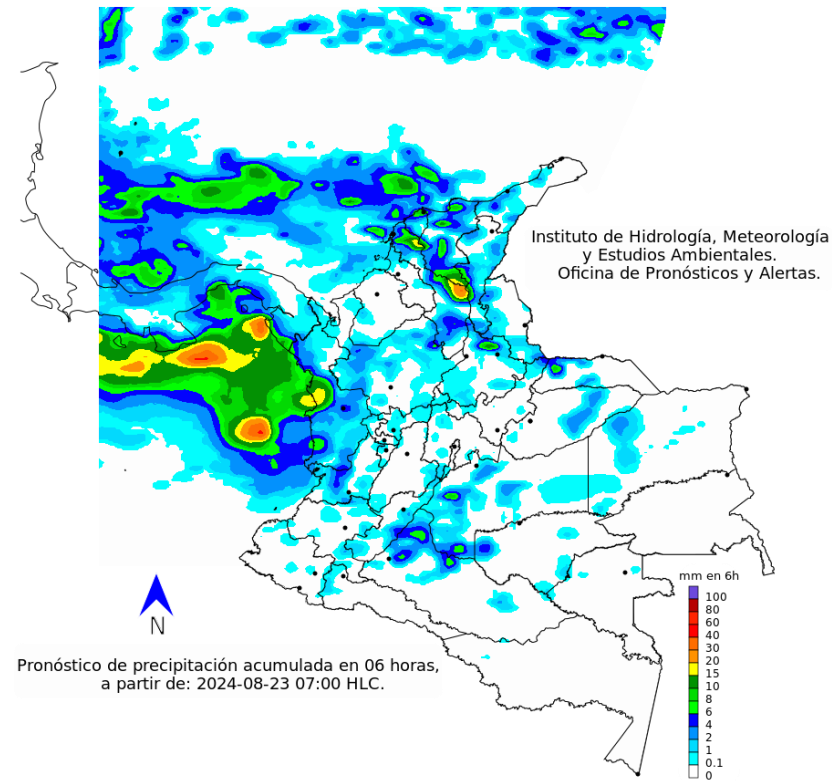 Instituto de Hidrología, Meteorología
y Estudios Ambientales.
Oficina de Pronósticos y Alertas.
N
Pronóstico de precipitación acumulada en 06 horas,
a partir de: 2024-08-23 07:00 HLC.
mm en 6h
100
80
60
40
30
20
15
10
8
6
4
2
1
0.1
0